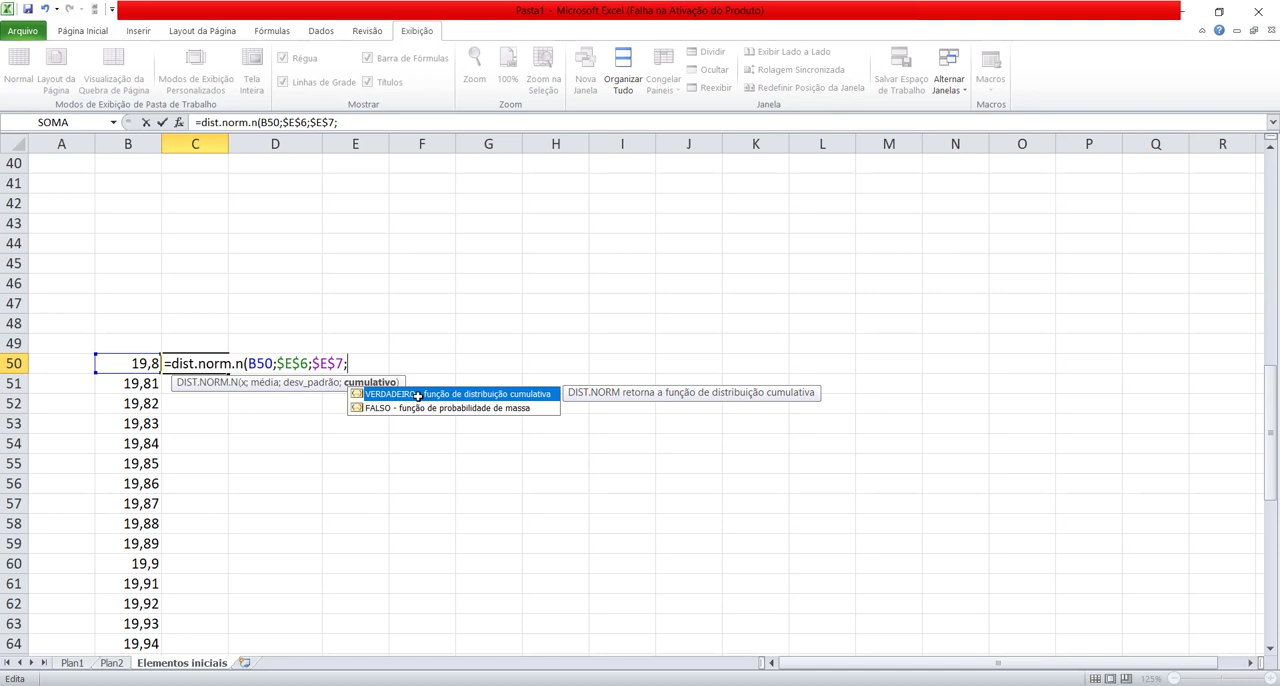 Pasta1 - Microsoft Excel (Falha na Ativação do Produto)
Arquivo Página Inicial Inserir Layout da Página Fórmulas Dados Revisão Exibição
Normal
Layout da Página
Visualização da Quebra de Página
Modos de Exibição Personalizados
Tela Inteira
Modos de Exibição de Pasta de Trabalho
Régua
Barra de Fórmulas
Linhas de Grade
Títulos
Mostrar
Zoom
100%
Zoom na Seleção
Zoom
Nova Janela
Organizar Tudo
Congelar Painéis
Dividir
Ocultar
Reexibir
Exibir Lado a Lado
Rolagem Sincronizada
Redefinir Posição da Janela
Salvar Espaço de Trabalho
Alternar Janelas
Janela
Macros
Macros
SOMA fx =dist.norm.n(B50;$E$6;$E$7;
A B C D E F G H I J K L M N O P Q R
40
41
42
43
44
45
46
47
48
49
50 19,8 =dist.norm.n(B50;$E$6;$E$7;
DIST.NORM.N(x; média; desv_padrão; cumulativo)
VERDADEIRO - função de distribuição cumulativa
FALSO - função de probabilidade de massa
DIST.NORM retorna a função de distribuição cumulativa
51 19,81
52 19,82
53 19,83
54 19,84
55 19,85
56 19,86
57 19,87
58 19,88
59 19,89
60 19,9
61 19,91
62 19,92
63 19,93
64 19,94
Plan1 Plan2 Elementos iniciais
Edita 125%